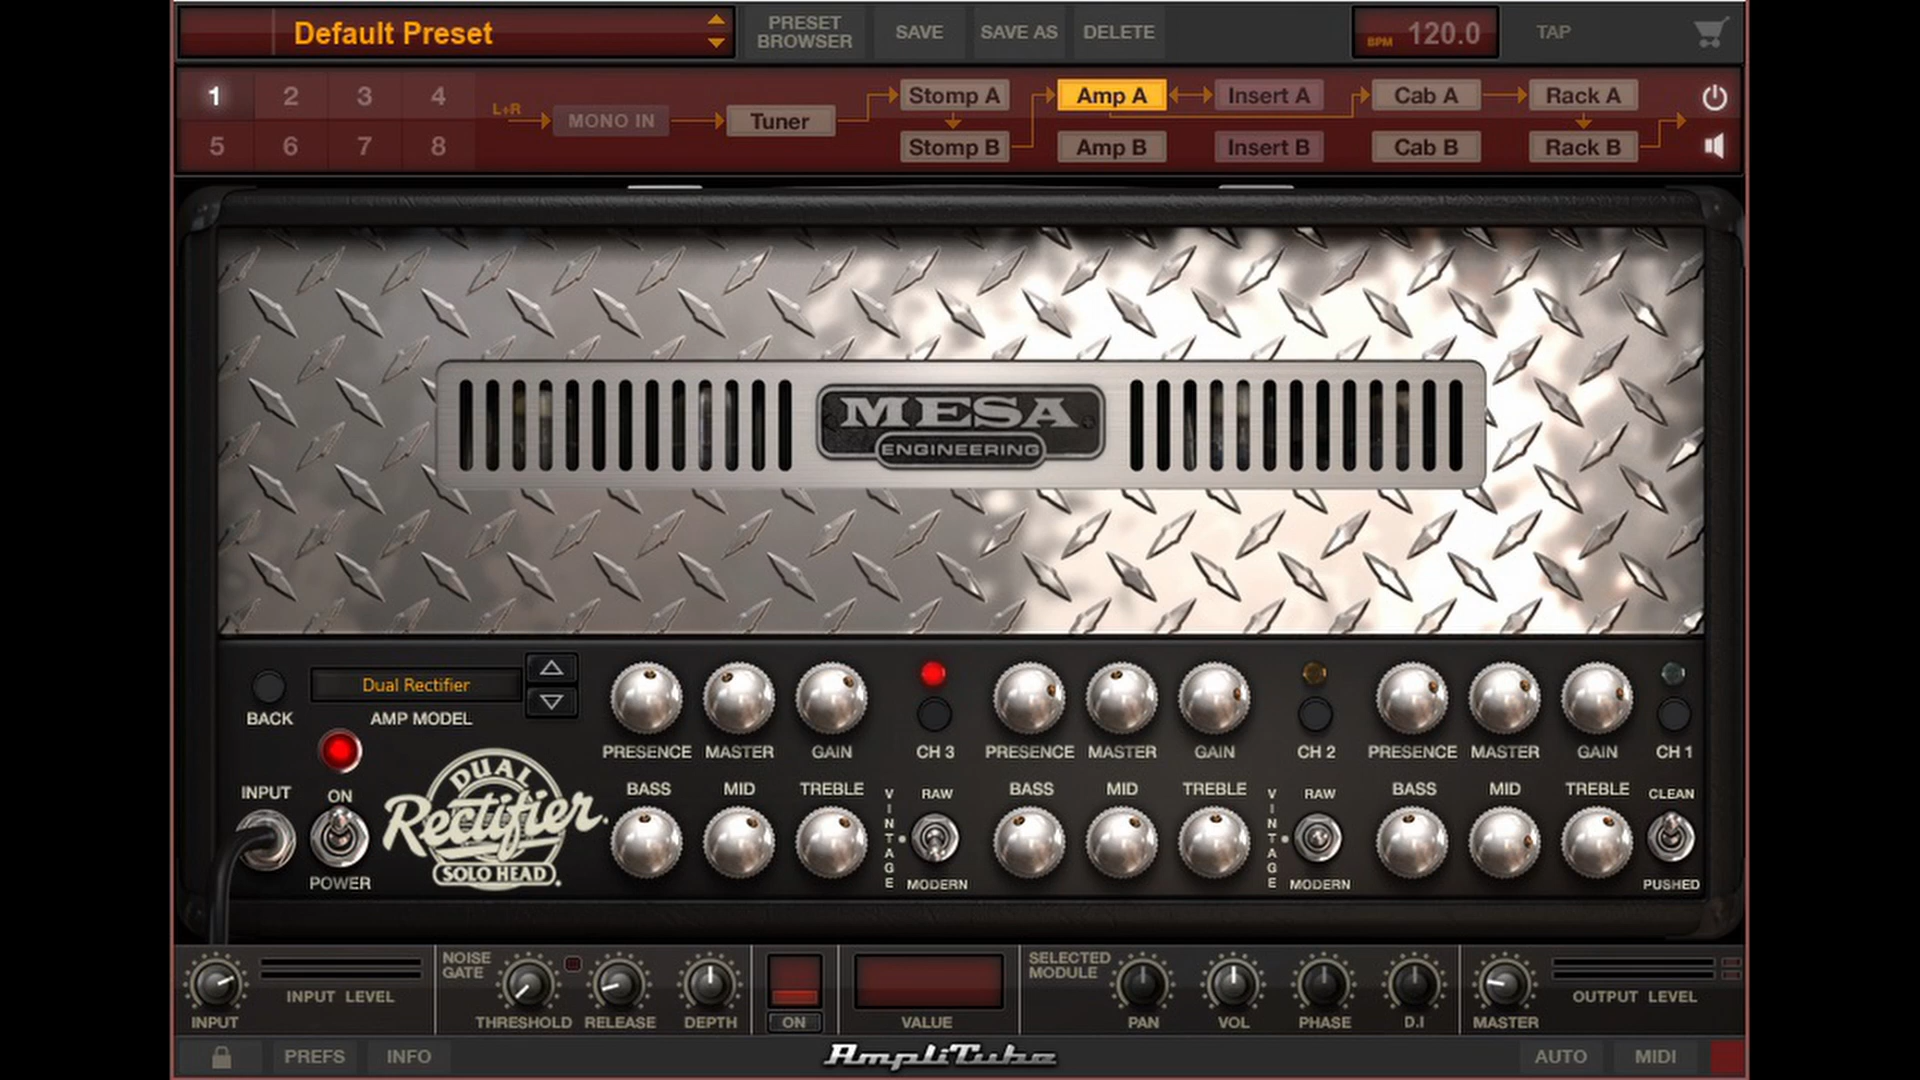 Default Preset
PRESET BROWSER
SAVE
SAVE AS
DELETE
BPM 120.0
TAP
1 2 3 4
5 6 7 8
L+R
MONO IN
Tuner
Stomp A
Amp A
Insert A
Cab A
Rack A
Stomp B
Amp B
Insert B
Cab B
Rack B
MESA
ENGINEERING
BACK
Dual Rectifier
AMP MODEL
PRESENCE MASTER GAIN
CH 3
PRESENCE MASTER GAIN
CH 2
PRESENCE MASTER GAIN
CH 1
INPUT
ON
POWER
DUAL
Rectifier.
SOLO HEAD.
BASS MID TREBLE
VINTAGE
RAW
MODERN
BASS MID TREBLE
VINTAGE
RAW
MODERN
BASS MID TREBLE
CLEAN
PUSHED
INPUT
INPUT LEVEL
NOISE
GATE
THRESHOLD RELEASE DEPTH
ON
VALUE
SELECTED
MODULE
PAN VOL PHASE D.I
MASTER
OUTPUT LEVEL
PREFS
INFO
AmpliTube
AUTO
MIDI